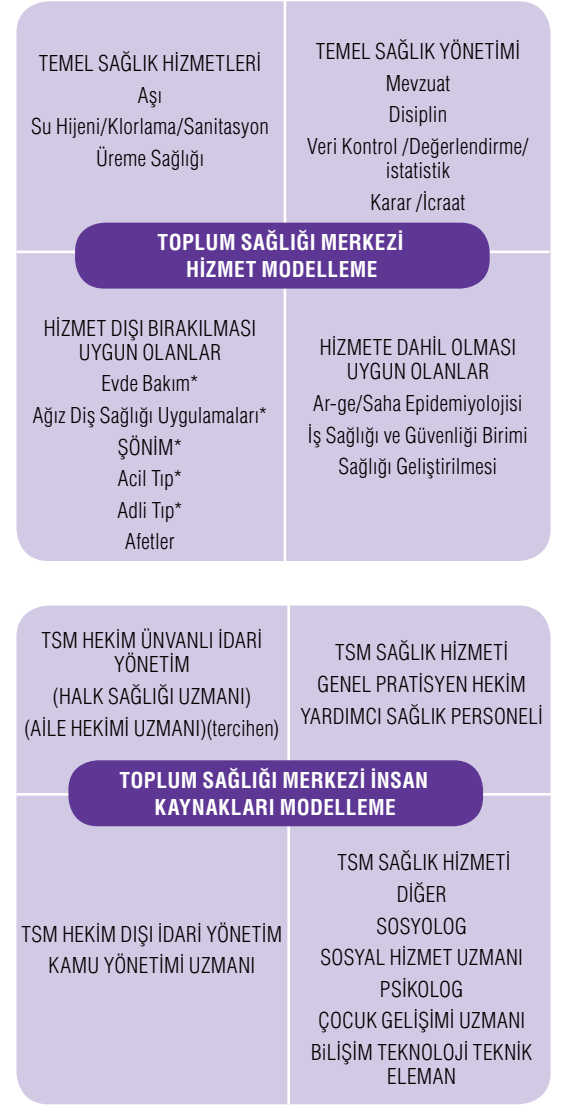 TEMEL SAĞLIK HİZMETLERİ
Aşı
Su Hijeni/Klorlama/Sanitasyon
Üreme Sağlığı
TEMEL SAĞLIK YÖNETİMİ
Mevzuat
Disiplin
Veri Kontrol /Değerlendirme/
istatistik
Karar /İcraat
TOPLUM SAĞLIĞI MERKEZİ
HİZMET MODELLEME
HİZMET DIŞI BIRAKILMASI
UYGUN OLANLAR
Evde Bakım*
Ağız Diş Sağlığı Uygulamaları*
ŞÖNİM*
Acil Tıp*
Adli Tıp*
Afetler
HİZMETE DAHİL OLMASI
UYGUN OLANLAR
Ar-ge/Saha Epidemiyolojisi
İş Sağlığı ve Güvenliği Birimi
Sağlığı Geliştirilmesi
TSM HEKİM ÜNVANLI İDARİ
YÖNETİM
(HALK SAĞLIĞI UZMANI)
(AİLE HEKİMİ UZMANI)(tercihen)
TSM SAĞLIK HİZMETİ
GENEL PRATİSYEN HEKİM
YARDIMCI SAĞLIK PERSONELİ
TOPLUM SAĞLIĞI MERKEZİ İNSAN
KAYNAKLARI MODELLEME
TSM HEKİM DIŞI İDARİ YÖNETİM
KAMU YÖNETİMİ UZMANI
TSM SAĞLIK HİZMETİ
DİĞER
SOSYOLOG
SOSYAL HİZMET UZMANI
PSİKOLOG
ÇOCUK GELİŞİMİ UZMANI
BiLİŞİM TEKNOLOJİ TEKNİK
ELEMAN